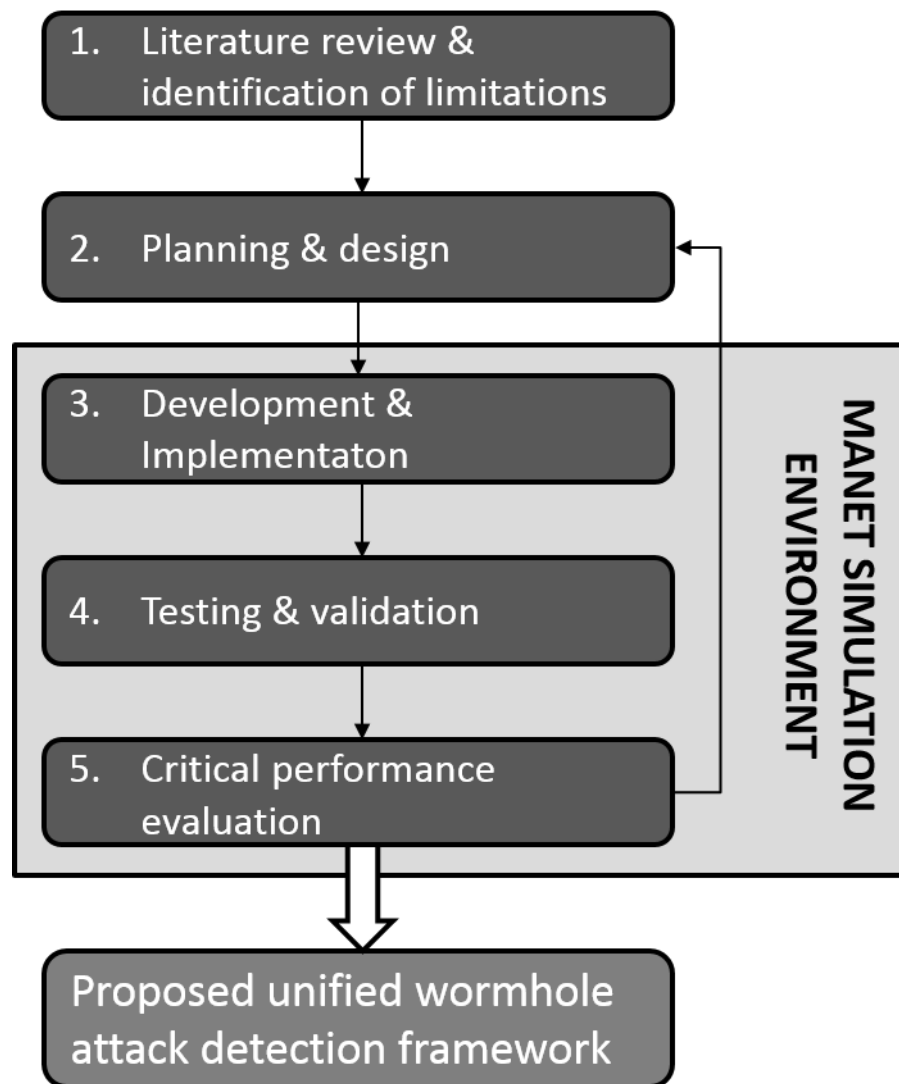 1. Literature review &
identification of limitations
2. Planning & design
3. Development &
Implementaton
4. Testing & validation
5. Critical performance
evaluation
MANET SIMULATION
ENVIRONMENT
Proposed unified wormhole
attack detection framework